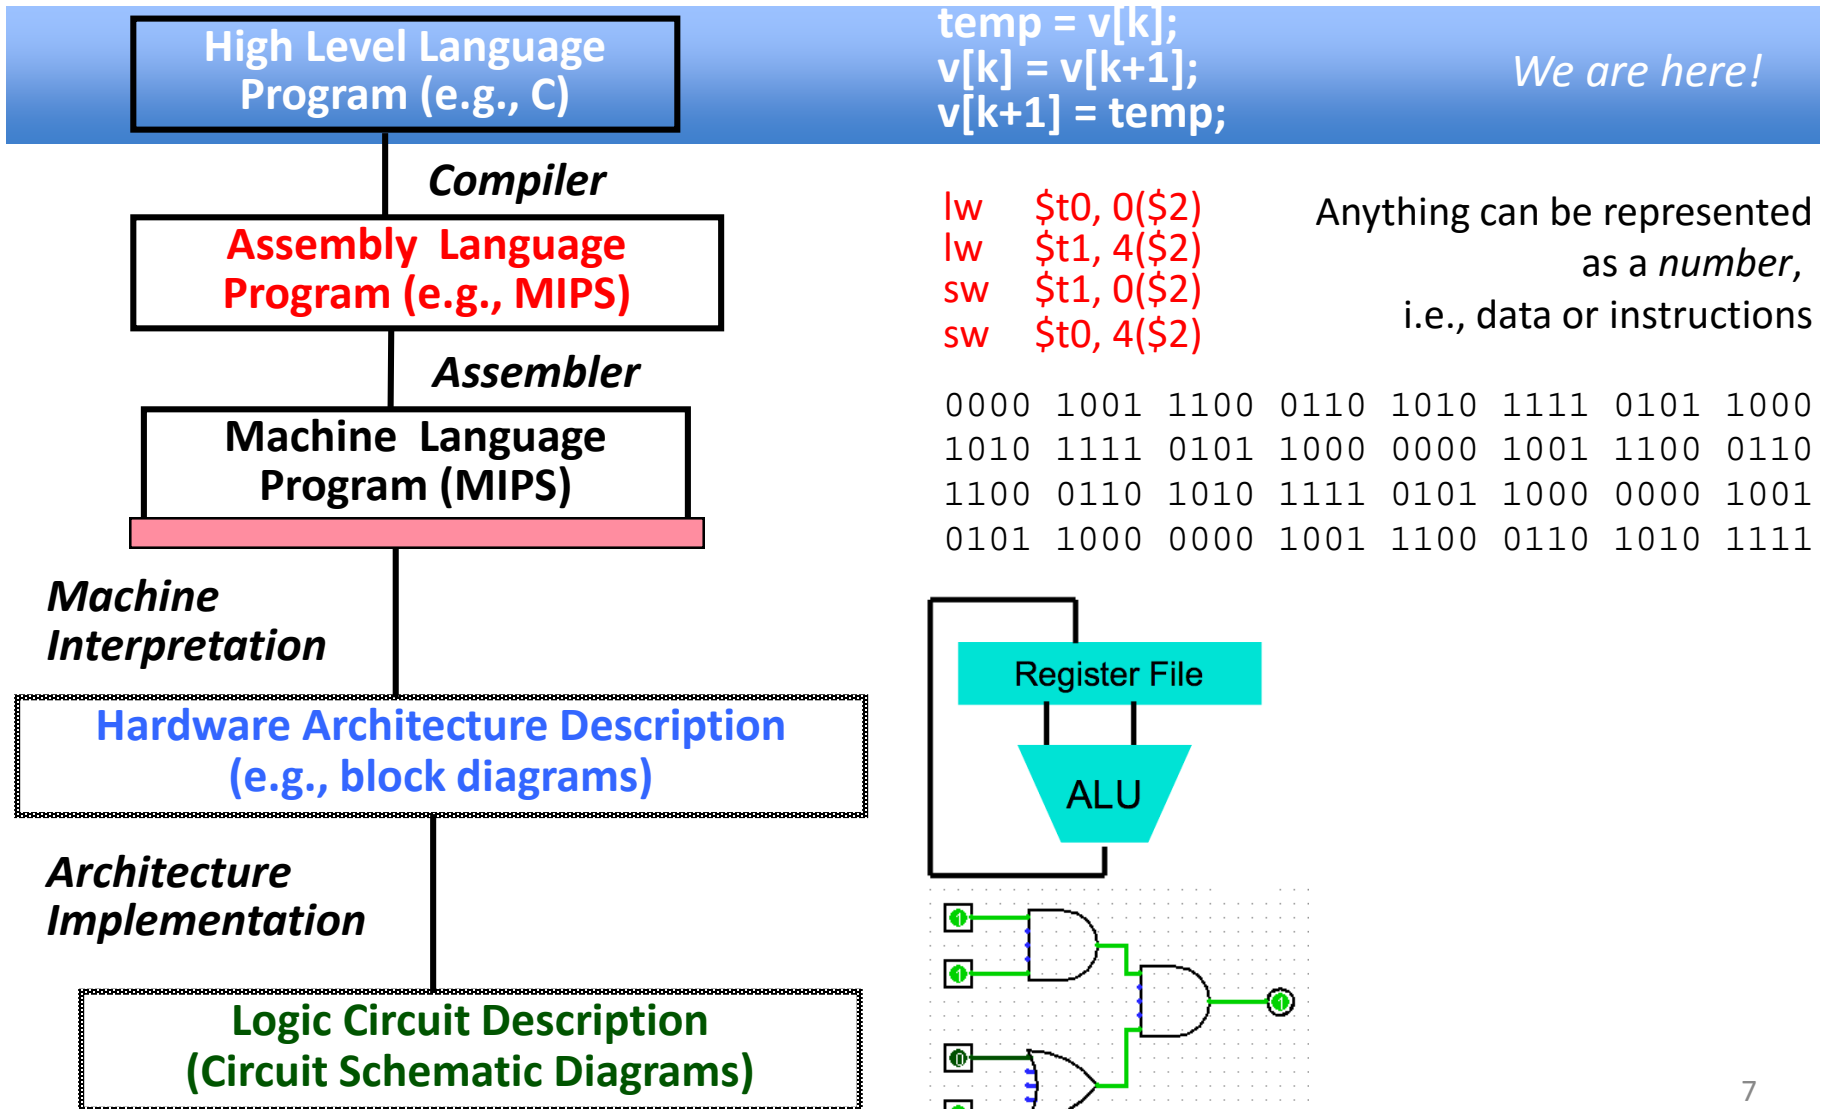 High Level Language
Program (e.g., C)
temp = v[k];
v[k] = v[k+1];
v[k+1] = temp;
We are here!
Compiler
Assembly Language
Program (e.g., MIPS)
lw $t0, 0($2)
lw $t1, 4($2)
sw $t1, 0($2)
sw $t0, 4($2)
Anything can be represented
as a number,
i.e., data or instructions
Assembler
Machine Language
Program (MIPS)
0000 1001 1100 0110 1010 1111 0101 1000
1010 1111 0101 1000 0000 1001 1100 0110
1100 0110 1010 1111 0101 1000 0000 1001
0101 1000 0000 1001 1100 0110 1010 1111
Machine
Interpretation
Register File
ALU
Hardware Architecture Description
(e.g., block diagrams)
Architecture
Implementation
1
1
1
0
Logic Circuit Description
(Circuit Schematic Diagrams)
7